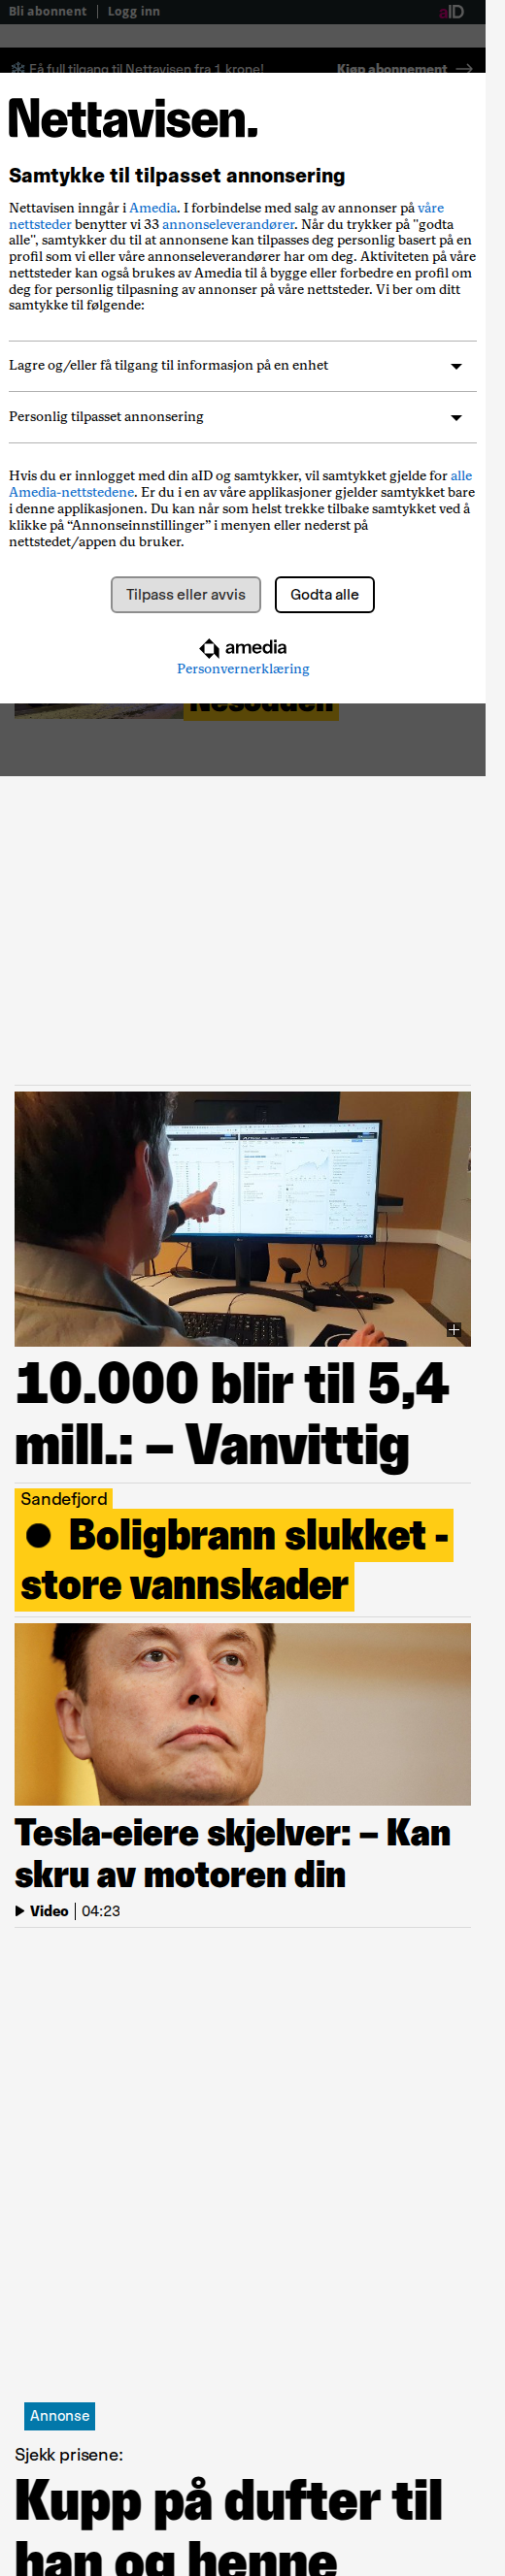 Bli abonnent | Logg inn
aID
Få full tilgang til Nettavisen fra 1 krone!
Kjøp abonnement
Nettavisen.
Samtykke til tilpasset annonsering
Nettavisen inngår i Amedia. I forbindelse med salg av annonser på våre
nettsteder benytter vi 33 annonseleverandører. Når du trykker på "godta
alle", samtykker du til at annonsene kan tilpasses deg personlig basert på en
profil som vi eller våre annonseleverandører har om deg. Aktiviteten på våre
nettsteder kan også brukes av Amedia til å bygge eller forbedre en profil om
deg for personlig tilpasning av annonser på våre nettsteder. Vi ber om ditt
samtykke til følgende:
Lagre og/eller få tilgang til informasjon på en enhet
Personlig tilpasset annonsering
Hvis du er innlogget med din aID og samtykker, vil samtykket gjelde for alle
Amedia-nettstedene. Er du i en av våre applikasjoner gjelder samtykket bare
i denne applikasjonen. Du kan når som helst trekke tilbake samtykket ved å
klikke på “Annonseinnstillinger” i menyen eller nederst på
nettstedet/appen du bruker.
Tilpass eller avvis
Godta alle
amedia
Personvernerklæring
Nesodden
10.000 blir til 5,4
mill.: – Vanvittig
Sandefjord
● Boligbrann slukket -
store vannskader
Tesla-eiere skjelver: – Kan
skru av motoren din
Video | 04:23
Annonse
Sjekk prisene:
Kupp på dufter til
han og henne